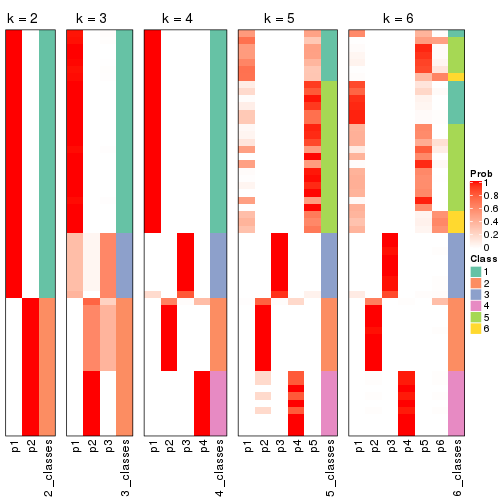 k = 2
k = 3
k = 4
k = 5
k = 6
p1
p2
2_classes
p1
p2
p3
3_classes
p1
p2
p3
p4
4_classes
p1
p2
p3
p4
p5
5_classes
p1
p2
p3
p4
p5
p6
6_classes
Prob
1
0.8
0.6
0.4
0.2
0
Class
1
2
3
4
5
6